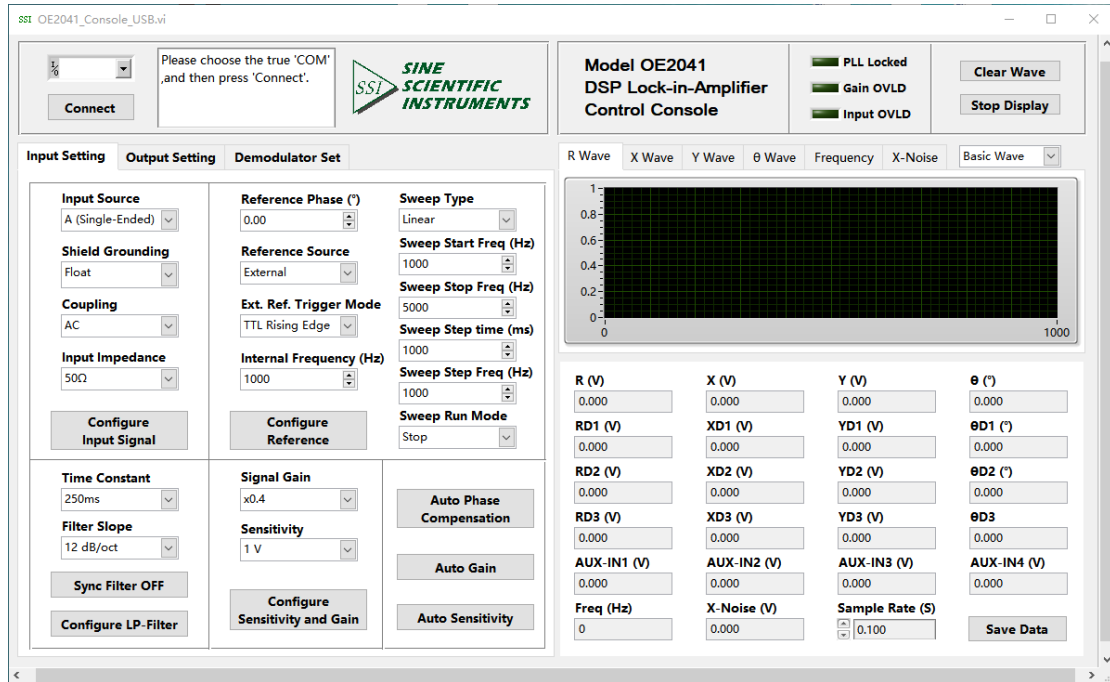 SSI OE2041_Console_USB.vi
I/O
Please choose the true 'COM'
,and then press 'Connect'.
Connect
SSI
SINE
SCIENTIFIC
INSTRUMENTS
Model OE2041
DSP Lock-in-Amplifier
Control Console
PLL Locked
Gain OVLD
Input OVLD
Clear Wave
Stop Display
Input Setting Output Setting Demodulator Set
Input Source
A (Single-Ended)
Shield Grounding
Float
Coupling
AC
Input Impedance
50Ω
Configure
Input Signal
Reference Phase (°)
0.00
Reference Source
External
Ext. Ref. Trigger Mode
TTL Rising Edge
Internal Frequency (Hz)
1000
Configure
Reference
Sweep Type
Linear
Sweep Start Freq (Hz)
1000
Sweep Stop Freq (Hz)
5000
Sweep Step time (ms)
1000
Sweep Step Freq (Hz)
1000
Sweep Run Mode
Stop
Time Constant
250ms
Filter Slope
12 dB/oct
Sync Filter OFF
Configure LP-Filter
Signal Gain
x0.4
Sensitivity
1 V
Configure
Sensitivity and Gain
Auto Phase
Compensation
Auto Gain
Auto Sensitivity
R Wave X Wave Y Wave θ Wave Frequency X-Noise Basic Wave
1
0.8
0.6
0.4
0.2
0
0 1000
R (V) X (V) Y (V) θ (°)
0.000 0.000 0.000 0.000
RD1 (V) XD1 (V) YD1 (V) θD1 (°)
0.000 0.000 0.000 0.000
RD2 (V) XD2 (V) YD2 (V) θD2 (°)
0.000 0.000 0.000 0.000
RD3 (V) XD3 (V) YD3 (V) θD3
0.000 0.000 0.000 0.000
AUX-IN1 (V) AUX-IN2 (V) AUX-IN3 (V) AUX-IN4 (V)
0.000 0.000 0.000 0.000
Freq (Hz) X-Noise (V) Sample Rate (S)
0 0.000 0.100 Save Data